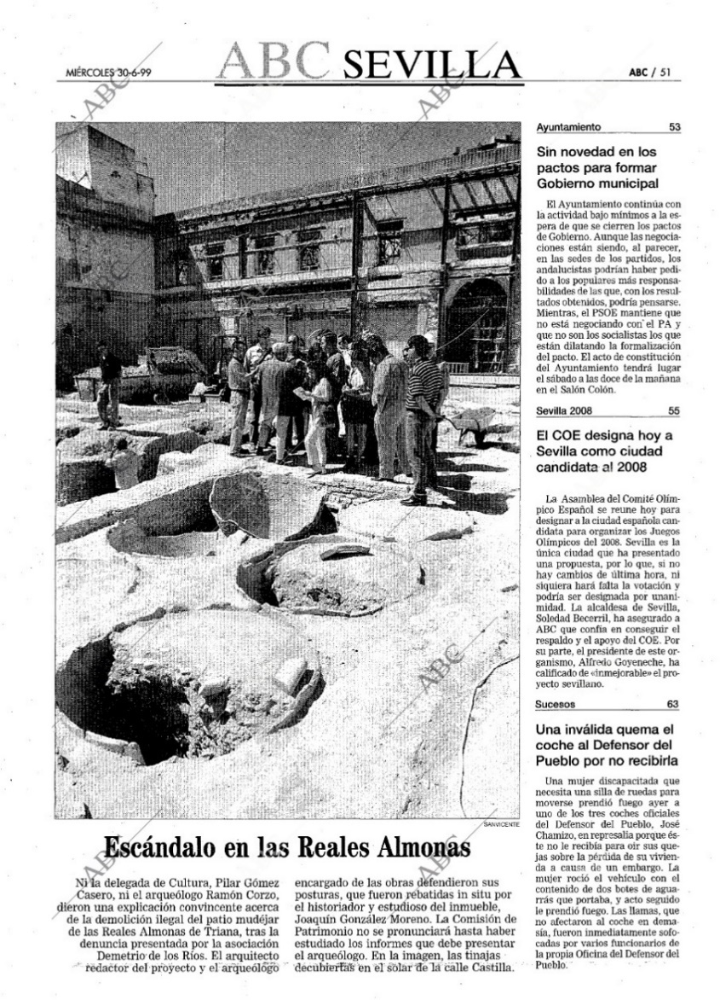 MIÉRCOLES 30-6-99
ABC SEVILLA
ABC / 51
SANVICENTE
Escándalo en las Reales Almonas
Ni la delegada de Cultura, Pilar Gómez
Casero, ni el arqueólogo Ramón Corzo,
dieron una explicación convincente acerca
de la demolición ilegal del patio mudéjar
de las Reales Almonas de Triana, tras la
denuncia presentada por la asociación
Demetrio de los Ríos. El arquitecto
redactor del proyecto y el arqueólogo
encargado de las obras defendieron sus
posturas, que fueron rebatidas in situ por
el historiador y estudioso del inmueble,
Joaquín González Moreno. La Comisión de
Patrimonio no se pronunciará hasta haber
estudiado los informes que debe presentar
el arqueólogo. En la imagen, las tinajas
decubiertas en el solar de la calle Castilla.
Ayuntamiento 53
Sin novedad en los
pactos para formar
Gobierno municipal
El Ayuntamiento continúa con
la actividad bajo mínimos a la es-
pera de que se cierren los pactos
de Gobierno. Aunque las negocia-
ciones están siendo, al parecer,
en las sedes de los partidos, los
andalucistas podrían haber pedi-
do a los populares más responsa-
bilidades de las que, con los resul-
tados obtenidos, podría pensarse.
Mientras, el PSOE mantiene que
no está negociando con el PA y
que no son los socialistas los que
están dilatando la formalización
del pacto. El acto de constitución
del Ayuntamiento tendrá lugar
el sábado a las doce de la mañana
en el Salón Colón.
Sevilla 2008 55
El COE designa hoy a
Sevilla como ciudad
candidata al 2008
La Asamblea del Comité Olím-
pico Español se reune hoy para
designar a la ciudad española can-
didata para organizar los Juegos
Olímpicos del 2008. Sevilla es la
única ciudad que ha presentado
una propuesta, por lo que, si no
hay cambios de última hora, ni
siquiera hará falta la votación y
podría ser designada por unani-
midad. La alcaldesa de Sevilla,
Soledad Becerril, ha asegurado a
ABC que confía en conseguir el
respaldo y el apoyo del COE. Por
su parte, el presidente de este or-
ganismo, Alfredo Goyeneche, ha
calificado de «inmejorable» el pro-
yecto sevillano.
Sucesos 63
Una inválida quema el
coche al Defensor del
Pueblo por no recibirla
Una mujer discapacitada que
necesita una silla de ruedas para
moverse prendió fuego ayer a
uno de los tres coches oficiales
del Defensor del Pueblo, José
Chamizo, en represalia porque és-
te no le recibía para oir sus que-
jas sobre la pérdida de su vivien-
da a causa de un embargo. La
mujer roció el vehículo con el
contenido de dos botes de agua-
rrás que portaba, y acto seguido
le prendió fuego. Las llamas, que
no afectaron al coche en dema-
sía, fueron inmediatamente sofo-
cadas por varios funcionarios de
la propia Oficina del Defensor del
Pueblo.